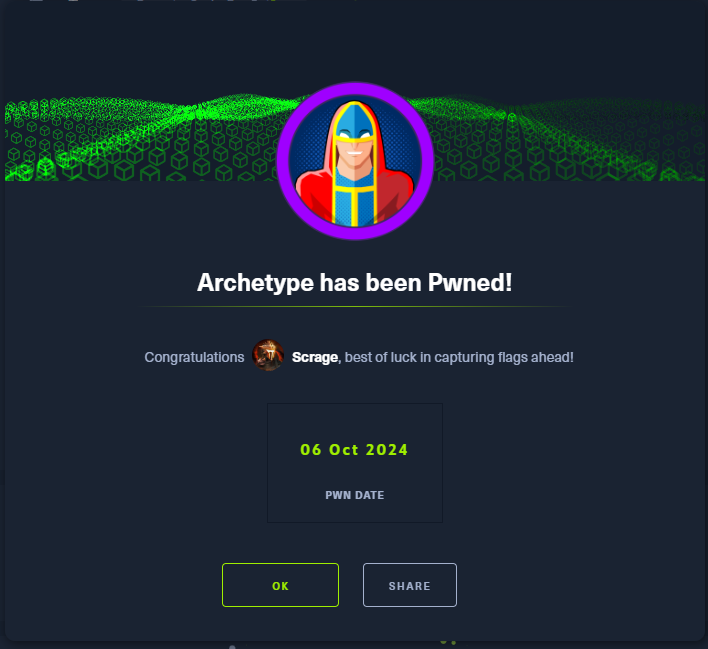 Archetype has been Pwned!
Congratulations Scrage, best of luck in capturing flags ahead!
06 Oct 2024
PWN DATE
OK SHARE